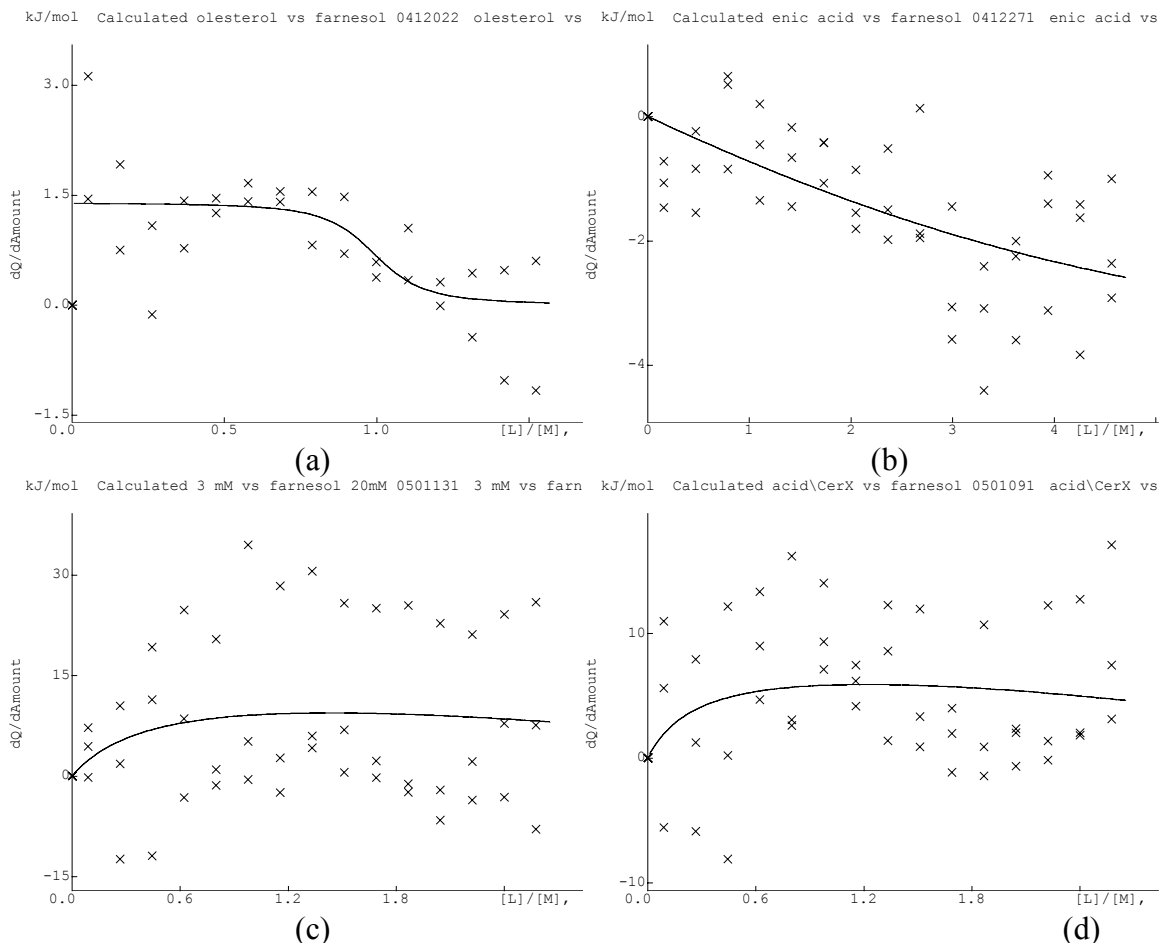 kJ/mol Calculated olesterol vs farnesol 0412022 olesterol vs
dQ/dAmount
3.0
1.5
0.0
-1.5
0.0 0.5 1.0 [L]/[M],
(a)
kJ/mol Calculated enic acid vs farnesol 0412271 enic acid vs
dQ/dAmount
0
-2
-4
0 1 2 3 4 [L]/[M],
(b)
kJ/mol Calculated 3 mM vs farnesol 20mM 0501131 3 mM vs farn
dQ/dAmount
30
15
0
-15
0.0 0.6 1.2 1.8 [L]/[M],
(c)
kJ/mol Calculated acid\CerX vs farnesol 0501091 acid\CerX vs
dQ/dAmount
10
0
-10
0.0 0.6 1.2 1.8 [L]/[M],
(d)